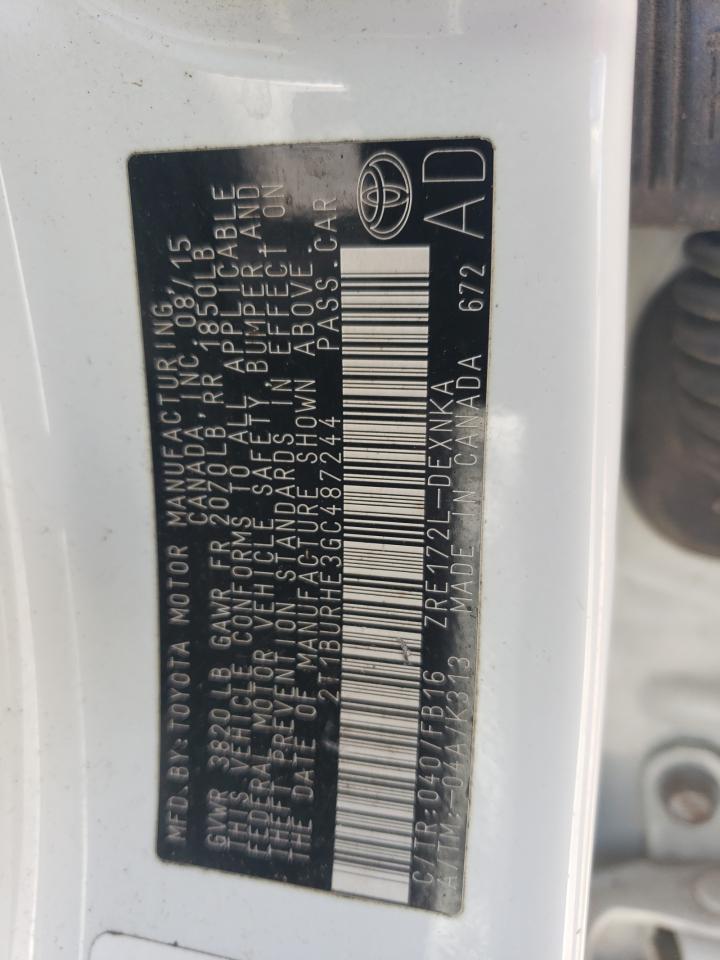 MFD.BY:TOYOTA MOTOR MANUFACTURING,
CANADA, INC. 08/15
GVWR 3820LB GAWR FR 2070LB RR 1850LB
THIS VEHICLE CONFORMS TO ALL APPLICABLE
FEDERAL MOTOR VEHICLE SAFETY, BUMPER, AND
THEFT PREVENTION STANDARDS IN EFFECT ON
THE DATE OF MANUFACTURE SHOWN ABOVE.
2T1BURHE3GC487244 PASS.CAR
C/TR:040/FB16 ZRE172L-DEXNKA
A/TM:-04A/K313 MADE IN CANADA 672
AD